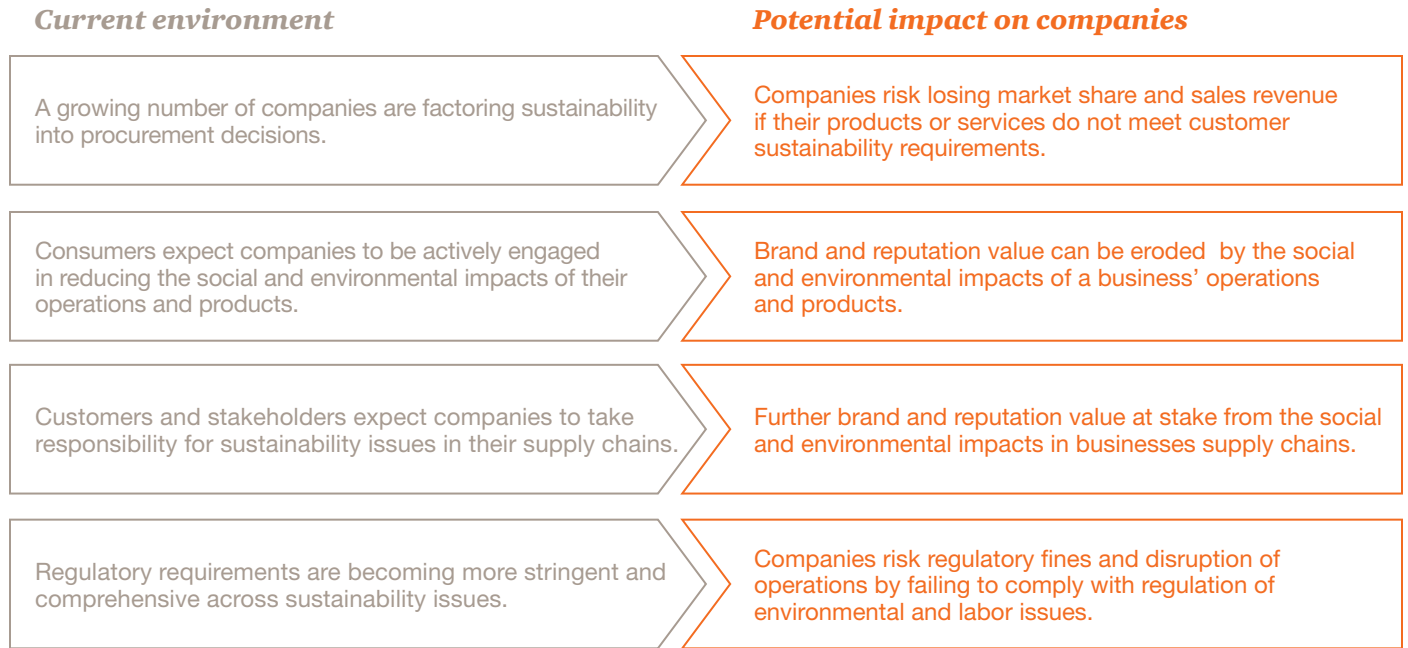 Current environment
Potential impact on companies
A growing number of companies are factoring sustainability
into procurement decisions.
Companies risk losing market share and sales revenue
if their products or services do not meet customer
sustainability requirements.
Consumers expect companies to be actively engaged
in reducing the social and environmental impacts of their
operations and products.
Brand and reputation value can be eroded  by the social
and environmental impacts of a business’ operations
and products.
Customers and stakeholders expect companies to take
responsibility for sustainability issues in their supply chains.
Further brand and reputation value at stake from the social
and environmental impacts in businesses supply chains.
Regulatory requirements are becoming more stringent and
comprehensive across sustainability issues.
Companies risk regulatory fines and disruption of
operations by failing to comply with regulation of
environmental and labor issues.